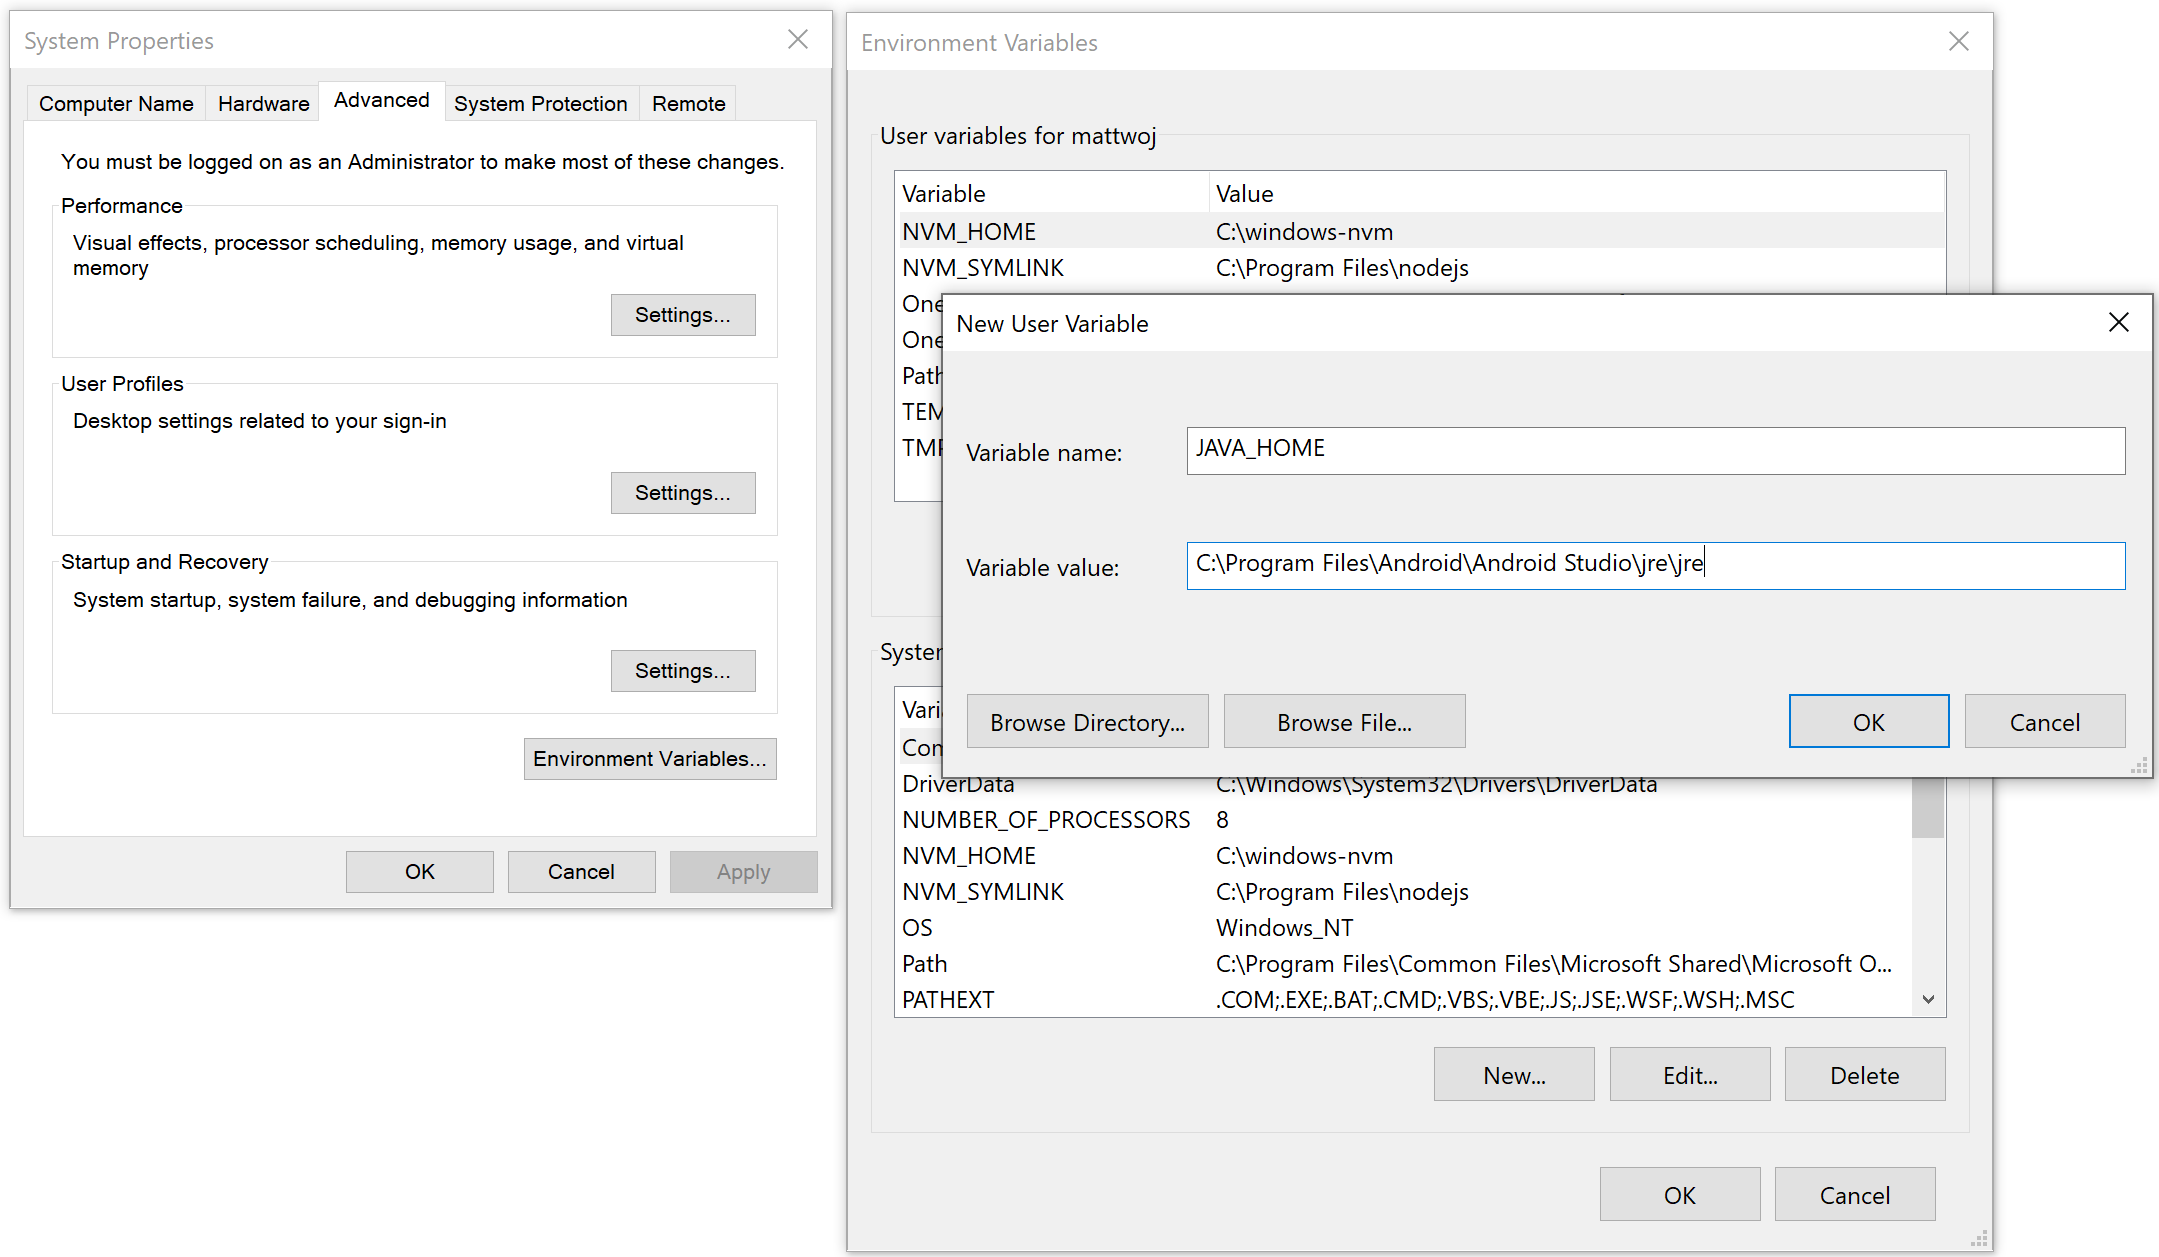 System Properties
Computer Name
Hardware
Advanced
System Protection
Remote
You must be logged on as an Administrator to make most of these changes.
Performance
Visual effects, processor scheduling, memory usage, and virtual
memory
Settings...
User Profiles
Desktop settings related to your sign-in
Settings...
Startup and Recovery
System startup, system failure, and debugging information
Settings...
Environment Variables...
OK
Cancel
Apply
Environment Variables
User variables for mattwoj
Variable Value
NVM_HOME C:\windows-nvm
NVM_SYMLINK C:\Program Files\nodejs
One
One
Path
TEM
TMP
New User Variable
Variable name: JAVA_HOME
Variable value: C:\Program Files\Android\Android Studio\jre\jre
Browse Directory...
Browse File...
OK
Cancel
System
Vari
Com
DriverData C:\Windows\System32\Drivers\DriverData
NUMBER_OF_PROCESSORS 8
NVM_HOME C:\windows-nvm
NVM_SYMLINK C:\Program Files\nodejs
OS Windows_NT
Path C:\Program Files\Common Files\Microsoft Shared\Microsoft O...
PATHEXT .COM;.EXE;.BAT;.CMD;.VBS;.VBE;.JS;.JSE;.WSF;.WSH;.MSC
New...
Edit...
Delete
OK
Cancel